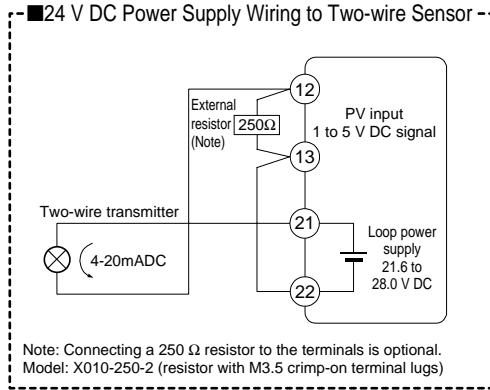 ■24 V DC Power Supply Wiring to Two-wire Sensor
12
External
resistor
(Note)
250Ω
PV input
1 to 5 V DC signal
13
Two-wire transmitter
21
4-20mADC
Loop power
supply
21.6 to
28.0 V DC
22
Note: Connecting a 250 Ω resistor to the terminals is optional.
Model: X010-250-2 (resistor with M3.5 crimp-on terminal lugs)